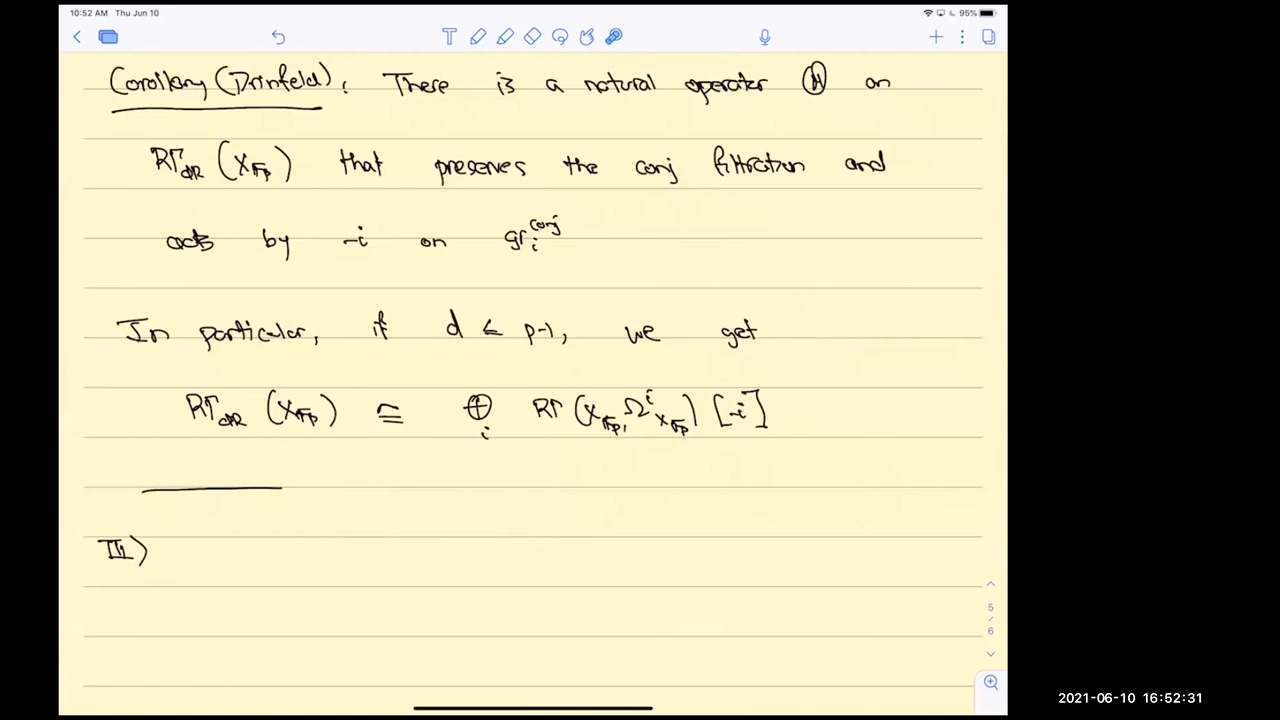 10:52 AM Thu Jun 10
95%
Corollary (Drinfeld): There is a natural operator Ⓗ on
RΓ_dR (X_𝔽p) that preserves the conj filtration and
acts by -i on gr_i^conj
In particular, if d ≤ p-1, we get
RΓ_dR (X_𝔽p) ≅ ⊕_i RΓ (X_𝔽p, Ω^i_X_𝔽p) [-i]
III)
5
/
6
2021-06-10 16:52:31